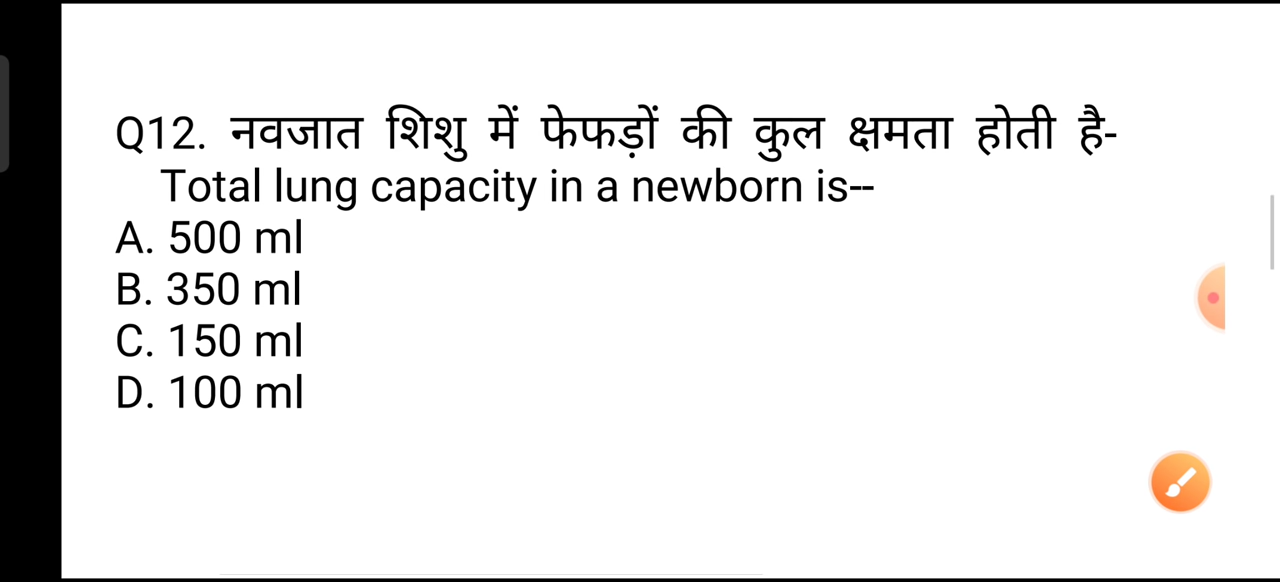 Q12. नवजात शिशु में फेफड़ों की कुल क्षमता होती है-
Total lung capacity in a newborn is--
A. 500 ml
B. 350 ml
C. 150 ml
D. 100 ml